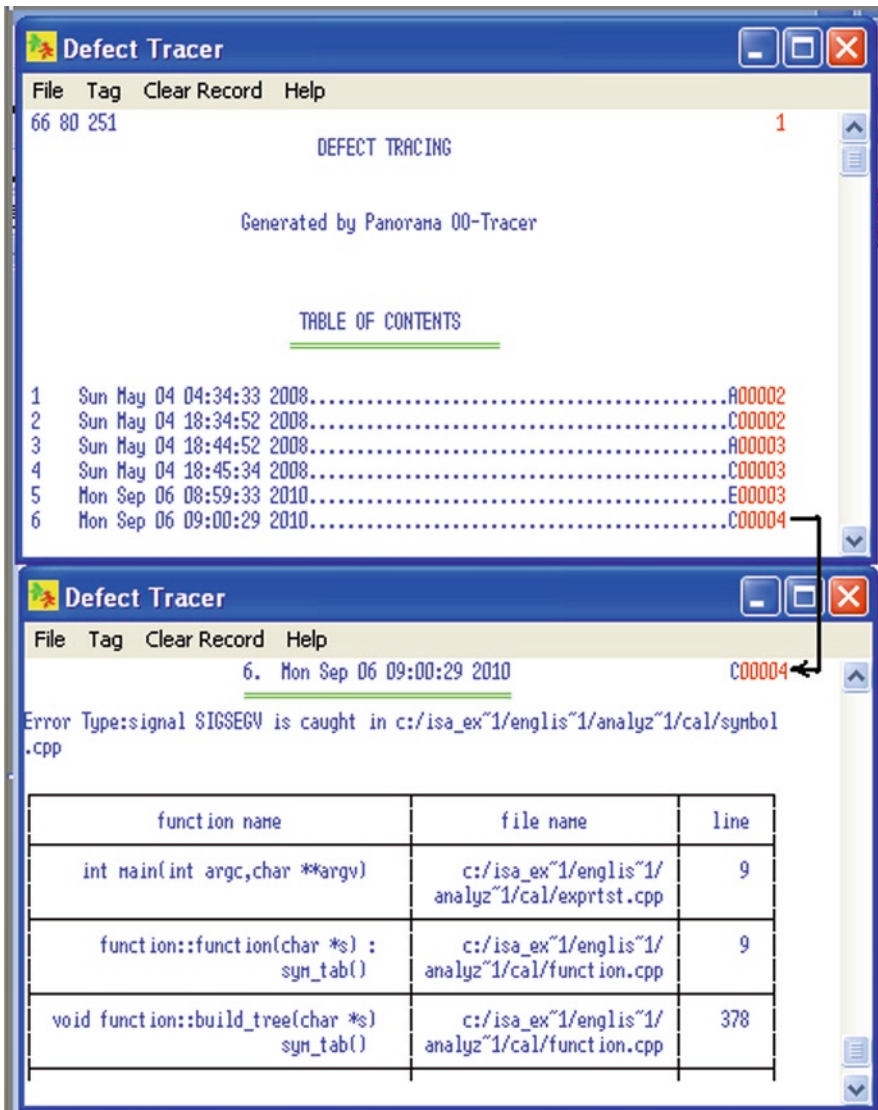 Defect Tracer
File Tag Clear Record Help
66 80 251 1
DEFECT TRACING
Generated by Panorama OO-Tracer
TABLE OF CONTENTS
1 Sun May 04 04:34:33 2008..............................................A00002
2 Sun May 04 18:34:52 2008..............................................C00002
3 Sun May 04 18:44:52 2008..............................................A00003
4 Sun May 04 18:45:34 2008..............................................C00003
5 Mon Sep 06 08:59:33 2010..............................................E00003
6 Mon Sep 06 09:00:29 2010..............................................C00004
Defect Tracer
File Tag Clear Record Help
6. Mon Sep 06 09:00:29 2010 C00004
Error Type:signal SIGSEGV is caught in c:/isa_ex~1/englis~1/analyz~1/cal/symbol
.cpp
function name file name line
int main(int argc,char **argv) c:/isa_ex~1/englis~1/ 9
analyz~1/cal/exprtst.cpp
function::function(char *s) : c:/isa_ex~1/englis~1/ 9
sym_tab() analyz~1/cal/function.cpp
void function::build_tree(char *s) c:/isa_ex~1/englis~1/ 378
sym_tab() analyz~1/cal/function.cpp